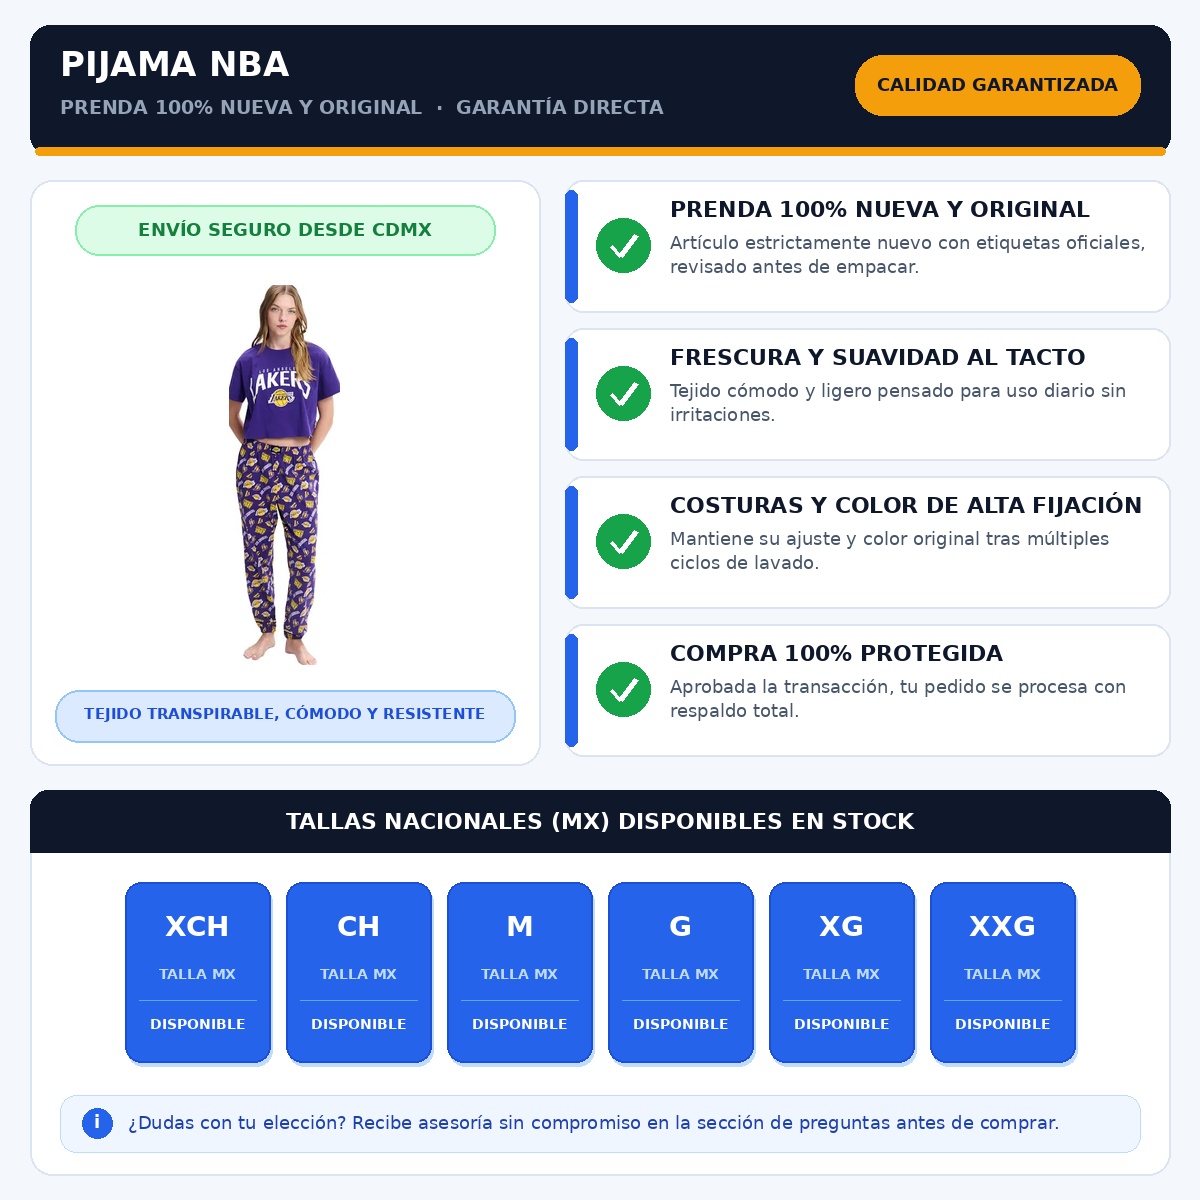 PIJAMA NBA
PRENDA 100% NUEVA Y ORIGINAL · GARANTÍA DIRECTA
CALIDAD GARANTIZADA
ENVÍO SEGURO DESDE CDMX
LOS ANGELES
LAKERS
LAKERS
TEJIDO TRANSPIRABLE, CÓMODO Y RESISTENTE
PRENDA 100% NUEVA Y ORIGINAL
Artículo estrictamente nuevo con etiquetas oficiales,
revisado antes de empacar.
FRESCURA Y SUAVIDAD AL TACTO
Tejido cómodo y ligero pensado para uso diario sin
irritaciones.
COSTURAS Y COLOR DE ALTA FIJACIÓN
Mantiene su ajuste y color original tras múltiples
ciclos de lavado.
COMPRA 100% PROTEGIDA
Aprobada la transacción, tu pedido se procesa con
respaldo total.
TALLAS NACIONALES (MX) DISPONIBLES EN STOCK
XCH
TALLA MX
DISPONIBLE
CH
TALLA MX
DISPONIBLE
M
TALLA MX
DISPONIBLE
G
TALLA MX
DISPONIBLE
XG
TALLA MX
DISPONIBLE
XXG
TALLA MX
DISPONIBLE
i ¿Dudas con tu elección? Recibe asesoría sin compromiso en la sección de preguntas antes de comprar.